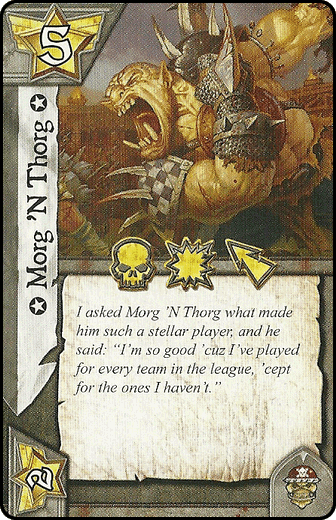 5
✪ Morg 'N Thorg ✪
I asked Morg 'N Thorg what made
him such a stellar player, and he
said: “I'm so good 'cuz I've played
for every team in the league, 'cept
for the ones I haven't.”
2